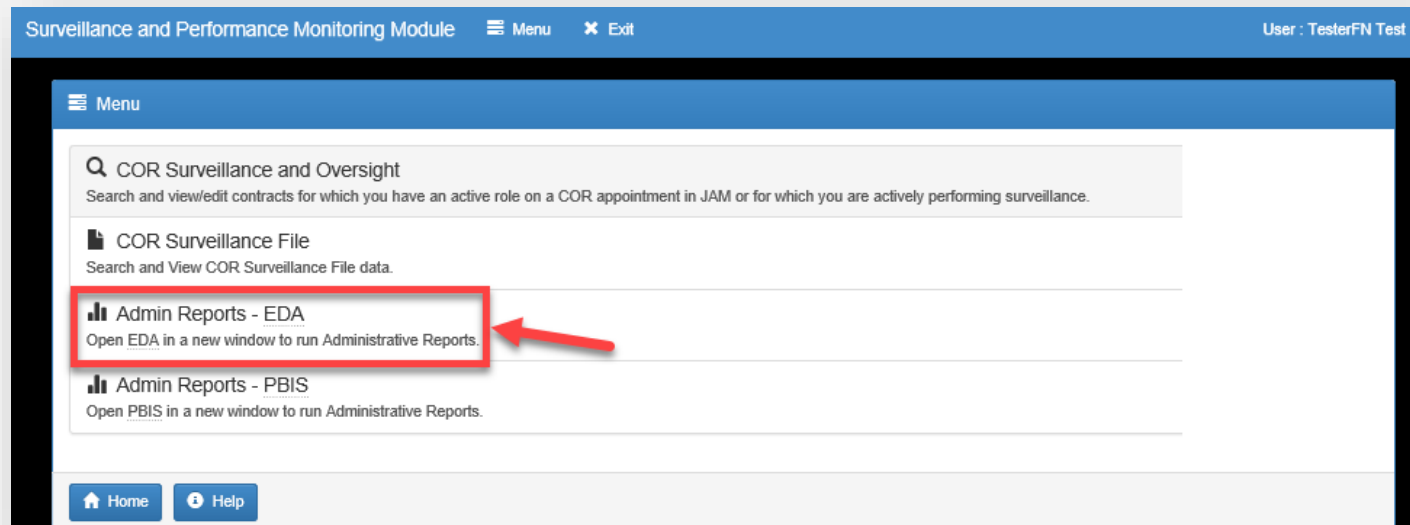 Surveillance and Performance Monitoring Module Menu Exit User : TesterFN Test
Menu
COR Surveillance and Oversight
Search and view/edit contracts for which you have an active role on a COR appointment in JAM or for which you are actively performing surveillance.
COR Surveillance File
Search and View COR Surveillance File data.
Admin Reports - EDA
Open EDA in a new window to run Administrative Reports.
Admin Reports - PBIS
Open PBIS in a new window to run Administrative Reports.
Home Help